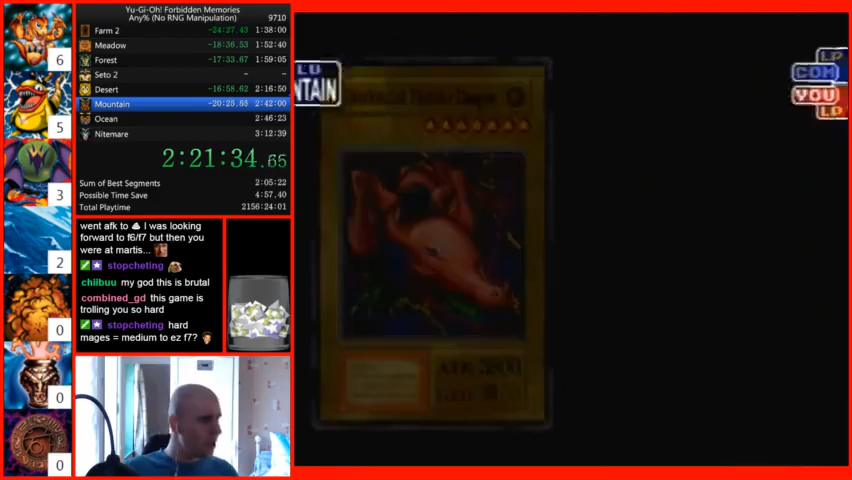 Yu-Gi-Oh! Forbidden Memories
Any% (No RNG Manipulation) 9710
Farm 2 -24:27.43 1:38:00
Meadow -18:36.53 1:52:40
Forest -17:33.67 1:59:05
Seto 2 - -
Desert -16:58.62 2:16:50
Mountain 2:42:00
Ocean 2:46:23
Nitemare 3:12:39
2:21:34.65
Sum of Best Segments 2:05:22
Possible Time Save 4:57.40
Total Playtime 2156:24:01
went afk to I was looking
forward to f6/f7 but then you
were at martis...
stopcheting
chiibuu my god this is brutal
combined_gd this game is
trolling you so hard
stopcheting hard
mages = medium to ez f7?
6
5
3
2
0
0
0
NTAIN
LP
COM
YOU
LP